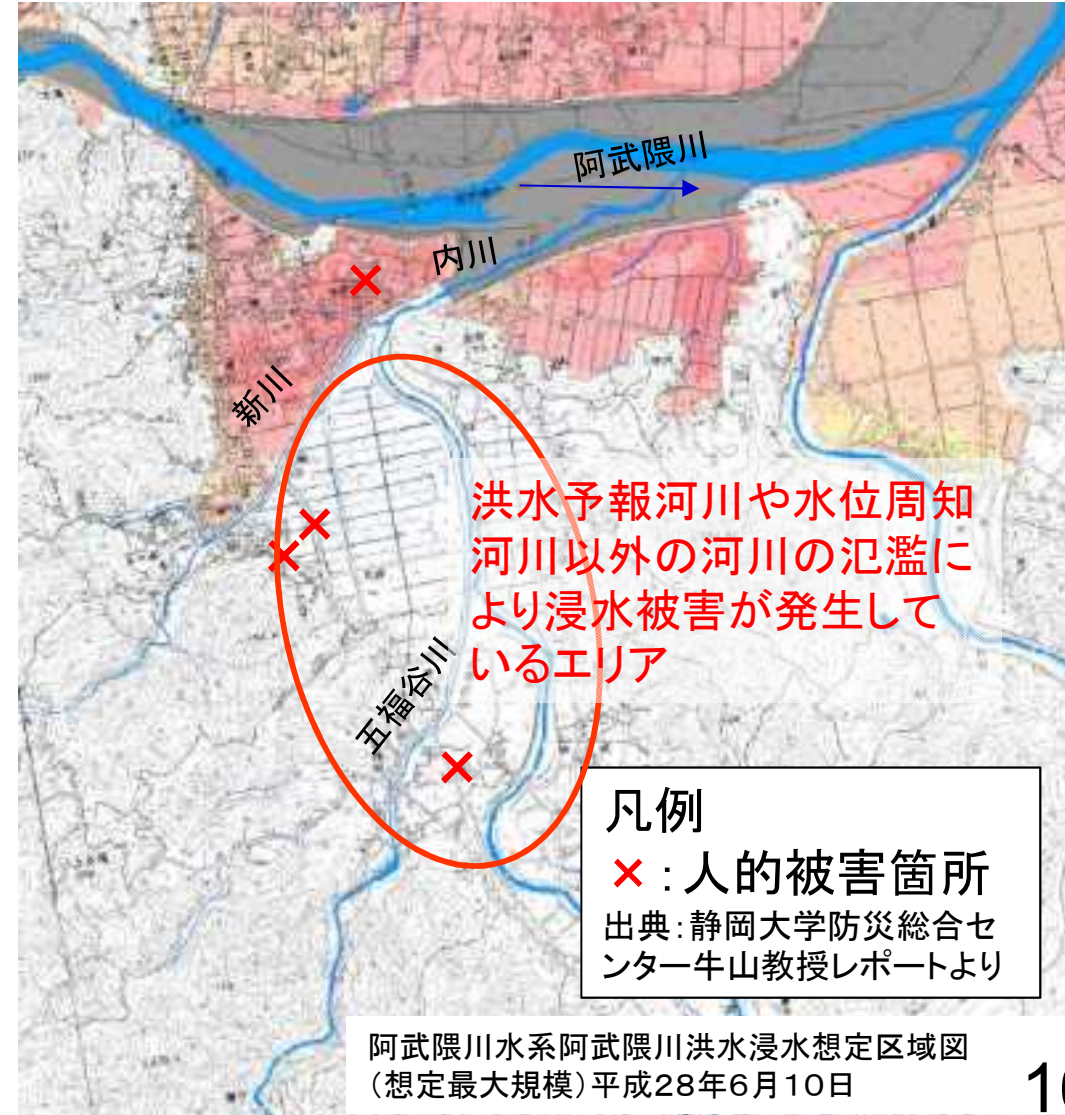 阿武隈川
内川
新川
洪水予報河川や水位周知
河川以外の河川の氾濫に
より浸水被害が発生して
いるエリア
五福谷川
凡例
×:人的被害箇所
出典:静岡大学防災総合セ
ンター牛山教授レポートより
阿武隈川水系阿武隈川洪水浸水想定区域図
(想定最大規模)平成28年6月10日